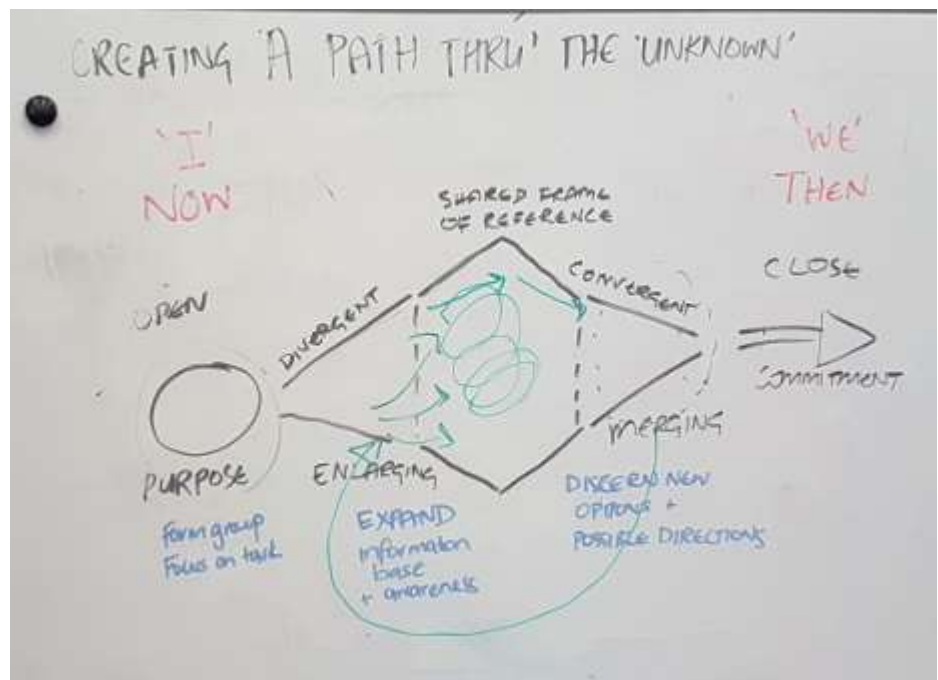 CREATING 'A PATH THRU' THE 'UNKNOWN'
'I'
NOW
'WE'
THEN
SHARED FRAME
OF REFERENCE
OPEN
DIVERGENT
CONVERGENT
CLOSE
COMMITMENT
PURPOSE
ENLARGING
MERGING
Form group
Focus on task
EXPAND
information
base
+ awareness
DISCERN NEW
OPTIONS +
POSSIBLE DIRECTIONS